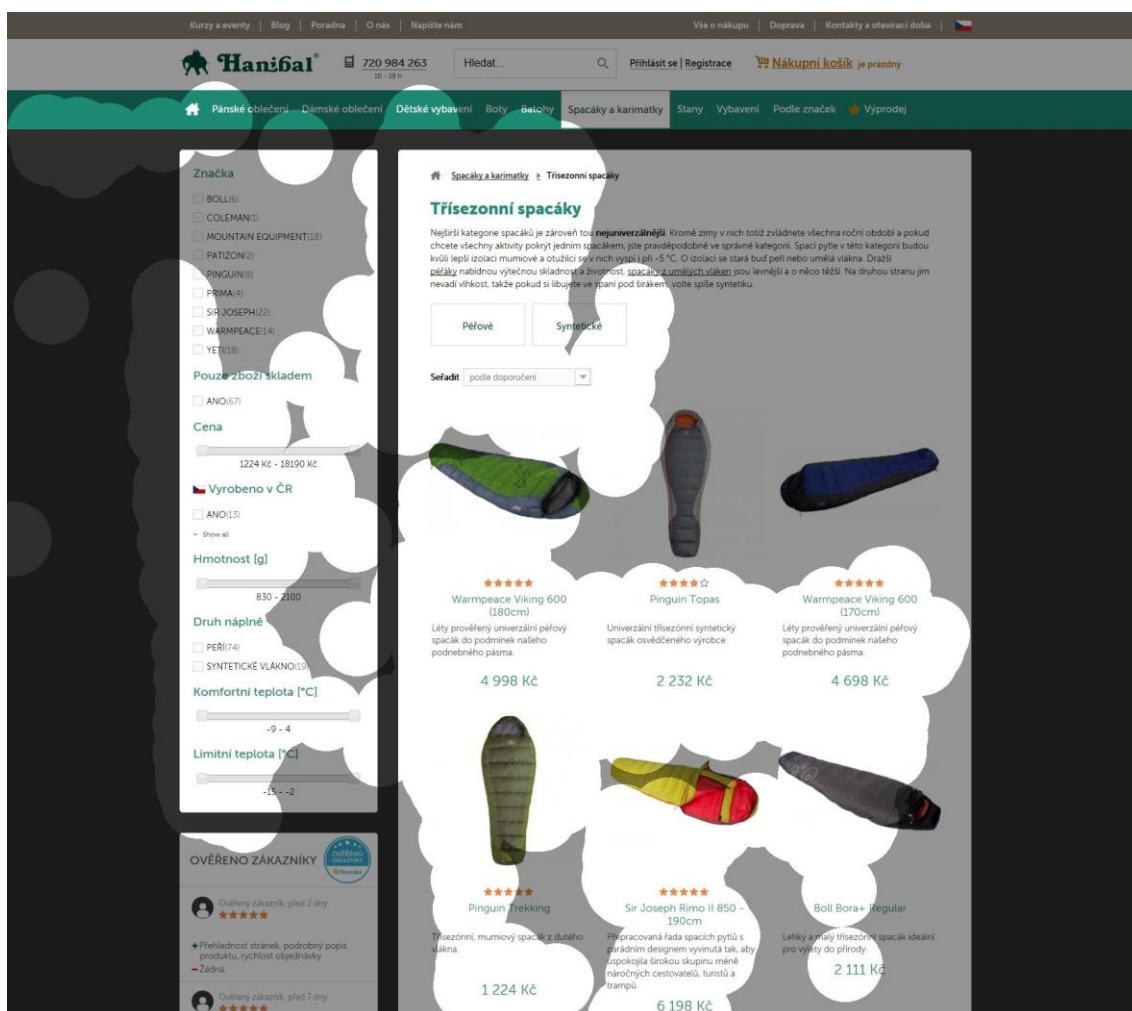 Kurzy a eventy | Blog | Poradna | O nás | Napište nám
Vše o nákupu | Doprava | Kontakty a otevírací doba |
Hanibal®
720 984 263
10 - 18 h
Hledat...
Přihlásit se | Registrace
Nákupní košík je prázdný
Pánské oblečení Dámské oblečení Dětské vybavení Boty Batohy Spacáky a karimatky Stany Vybavení Podle značek Výprodej
Značka
BOLL(6)
COLEMAN(1)
MOUNTAIN EQUIPMENT(18)
PATIZON(2)
PINGUIN(8)
PRIMA(4)
SIR JOSEPH(22)
WARMPEACE(14)
YETI(18)
Pouze zboží skladem
ANO(67)
Cena
1224 Kč - 18190 Kč
Vyrobeno v ČR
ANO(13)
Show all
Hmotnost [g]
830 - 2100
Druh náplně
PEŘÍ(74)
SYNTETICKÉ VLÁKNO(19)
Komfortní teplota [°C]
-9 - 4
Limitní teplota [°C]
-15 - -2
OVĚŘENO ZÁKAZNÍKY
OVĚŘENO
ZÁKAZNÍKY
Heureka
Ověřený zákazník, před 2 dny
+ Přehlednost stránek, podrobný popis
produktu, rychlost objednávky
- Žádná.
Ověřený zákazník, před 7 dny
Spacáky a karimatky Třísezonní spacáky
Třísezonní spacáky
Nejširší kategorie spacáků je zároveň tou nejuniverzálnější. Kromě zimy v nich totiž zvládnete všechna roční období a pokud
chcete všechny aktivity pokrýt jedním spacákem, jste pravděpodobně ve správné kategorii. Spací pytle v této kategorii budou
kvůli lepší izolaci mumiové a otužilci se v nich vyspí i při -5 °C. O izolaci se stará buď peří nebo umělá vlákna. Dražší
péřáky nabídnou výtečnou skladnost a životnost, spacáky z umělých vláken jsou levnější a o něco těžší. Na druhou stranu jim
nevadí vlhkost, takže pokud si libujete ve spaní pod širákem, volte spíše syntetiku.
Péřové
Syntetické
Seřadit podle doporučení
Warmpeace Viking 600
(180cm)
Léty prověřený univerzální péřový
spacák do podmínek našeho
podnebného pásma.
4 998 Kč
Pinguin Topas
Univerzální třísezónní syntetický
spacák osvědčeného výrobce.
2 232 Kč
Warmpeace Viking 600
(170cm)
Léty prověřený univerzální péřový
spacák do podmínek našeho
podnebného pásma.
4 698 Kč
Pinguin Trekking
Třísezónní, mumiový spacák z dutého
vlákna.
1 224 Kč
Sir Joseph Rimo II 850 -
190cm
Přepracovaná řada spacích pytlů s
parádním designem vyvinutá tak, aby
uspokojila širokou skupinu méně
náročných cestovatelů, turistů a
trampů.
6 198 Kč
Boll Bora+ Regular
Lehký a malý třísezónní spacák ideální
pro výlety do přírody.
2 111 Kč